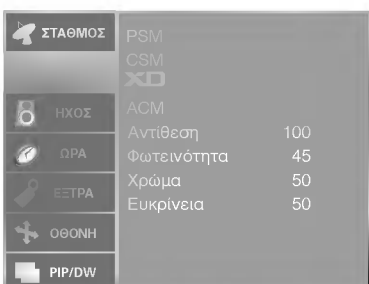 ΣΤΑΘΜΟΣ
ΗΧΟΣ
ΩΡΑ
ΕΞΤΡΑ
ΟΘΟΝΗ
PIP/DW
PSM
CSM
XD
ACM
Αντίθεση 100
Φωτεινότητα 45
Χρώμα 50
Ευκρίνεια 50